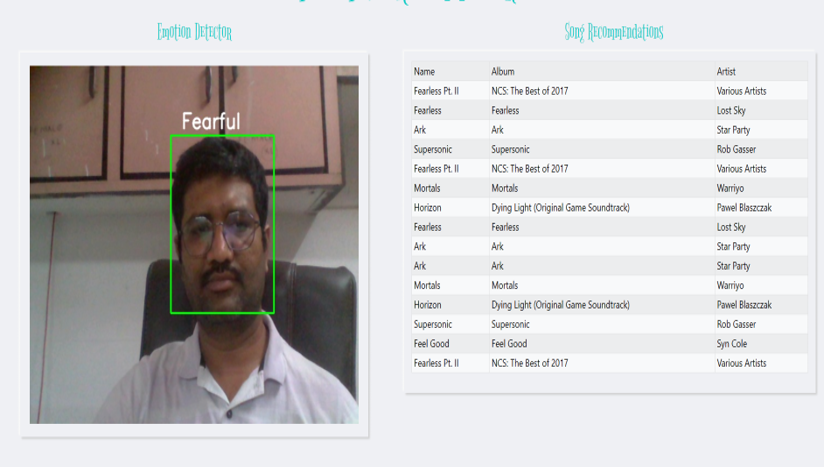 Emotion Detector
Song Recommendations
Fearful
Name Album Artist
Fearless Pt. II NCS: The Best of 2017 Various Artists
Fearless Fearless Lost Sky
Ark Ark Star Party
Supersonic Supersonic Rob Gasser
Fearless Pt. II NCS: The Best of 2017 Various Artists
Mortals Mortals Warriyo
Horizon Dying Light (Original Game Soundtrack) Pawel Blaszczak
Fearless Fearless Lost Sky
Ark Ark Star Party
Ark Ark Star Party
Mortals Mortals Warriyo
Horizon Dying Light (Original Game Soundtrack) Pawel Blaszczak
Supersonic Supersonic Rob Gasser
Feel Good Feel Good Syn Cole
Fearless Pt. II NCS: The Best of 2017 Various Artists